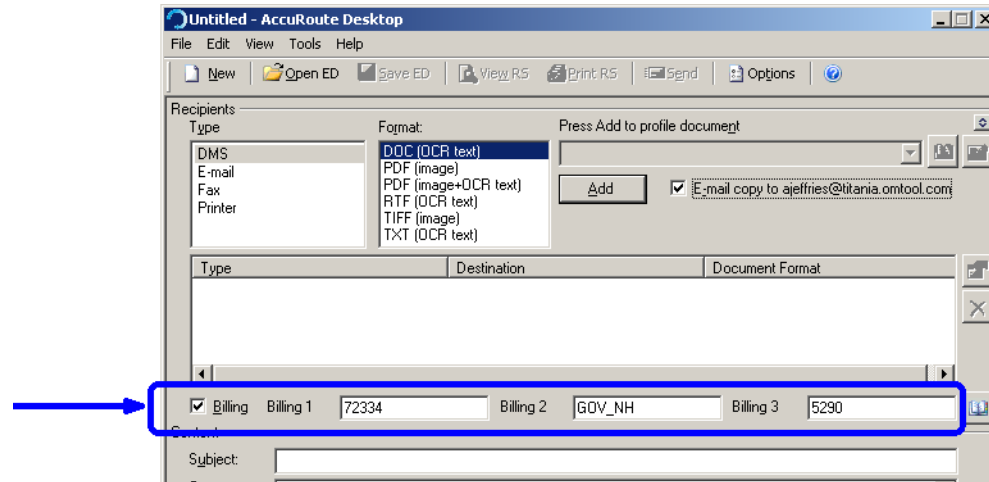 Untitled - AccuRoute Desktop
File Edit View Tools Help
New Open ED Save ED View RS Print RS Send Options
Recipients
Type Format: Press Add to profile document
DMS
E-mail
Fax
Printer
DOC (OCR text)
PDF (image)
PDF (image+OCR text)
RTF (OCR text)
TIFF (image)
TXT (OCR text)
Add E-mail copy to ajeffries@titania.omtool.com
Type Destination Document Format
Billing Billing 1 72334 Billing 2 GOV_NH Billing 3 5290
Subject: